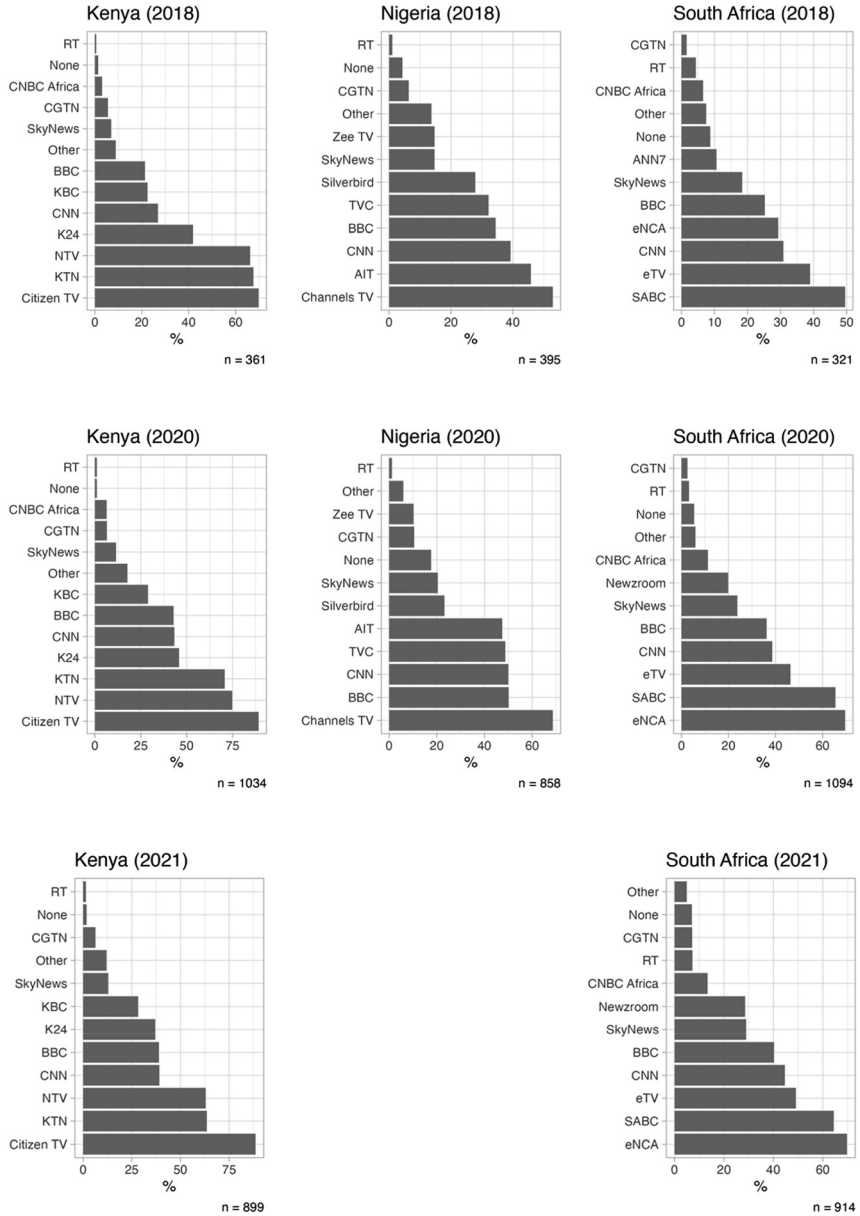 Kenya (2018)
RT
None
CNBC Africa
CGTN
SkyNews
Other
BBC
KBC
CNN
K24
NTV
KTN
Citizen TV
0 20 40 60
%
n = 361
Nigeria (2018)
RT
None
CGTN
Other
Zee TV
SkyNews
Silverbird
TVC
BBC
CNN
AIT
Channels TV
0 20 40
%
n = 395
South Africa (2018)
CGTN
RT
CNBC Africa
Other
None
ANN7
SkyNews
BBC
eNCA
CNN
eTV
SABC
0 10 20 30 40 50
%
n = 321
Kenya (2020)
RT
None
CNBC Africa
CGTN
SkyNews
Other
KBC
BBC
CNN
K24
KTN
NTV
Citizen TV
0 25 50 75
%
n = 1034
Nigeria (2020)
RT
Other
Zee TV
CGTN
None
SkyNews
Silverbird
AIT
TVC
CNN
BBC
Channels TV
0 20 40 60
%
n = 858
South Africa (2020)
CGTN
RT
None
Other
CNBC Africa
Newzroom
SkyNews
BBC
CNN
eTV
SABC
eNCA
0 20 40 60
%
n = 1094
Kenya (2021)
RT
None
CGTN
Other
SkyNews
KBC
K24
BBC
CNN
NTV
KTN
Citizen TV
0 25 50 75
%
n = 899
South Africa (2021)
Other
None
CGTN
RT
CNBC Africa
Newzroom
SkyNews
BBC
CNN
eTV
SABC
eNCA
0 20 40 60
%
n = 914